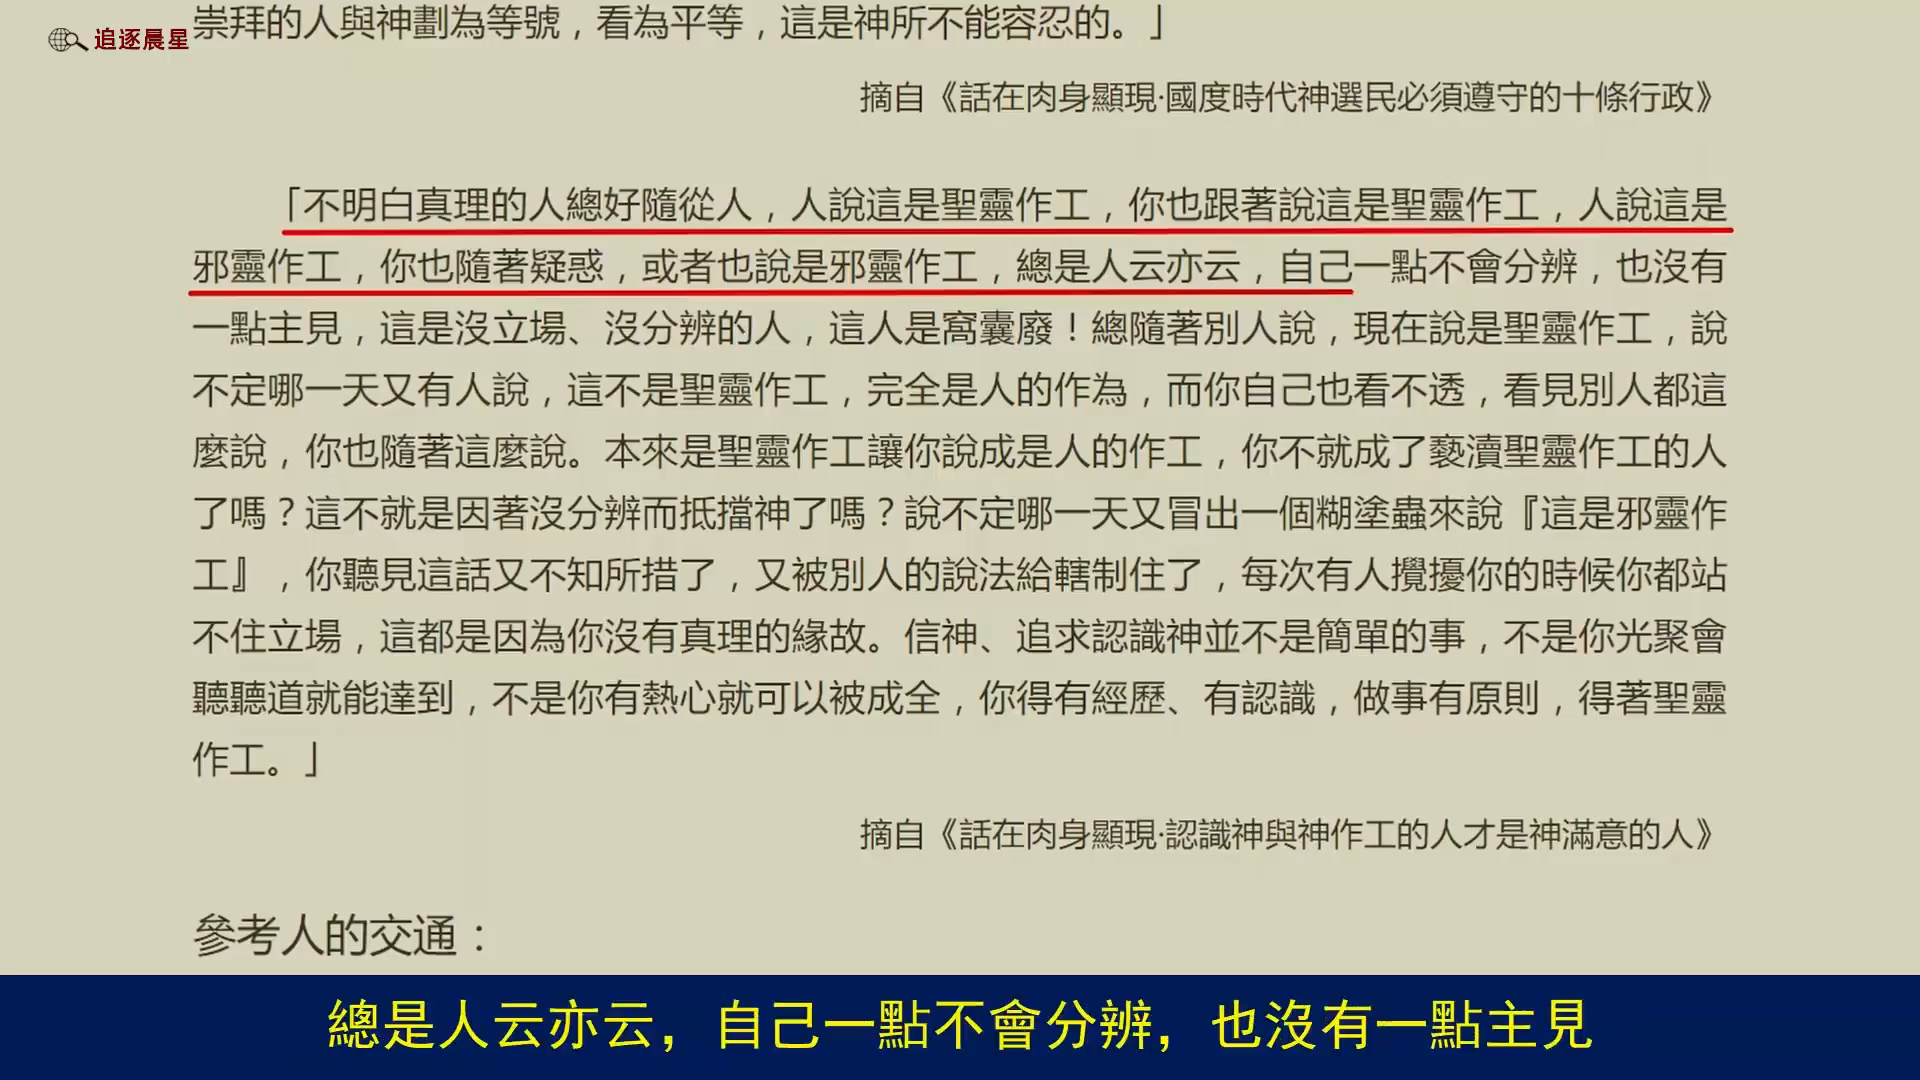 崇拜的人與神劃為等號，看為平等，這是神所不能容忍的。」
追逐晨星
摘自《話在肉身顯現·國度時代神選民必須遵守的十條行政》
「不明白真理的人總好隨從人，人說這是聖靈作工，你也跟著說這是聖靈作工，人說這是
邪靈作工，你也隨著疑惑，或者也說是邪靈作工，總是人云亦云，自己一點不會分辨，也沒有
一點主見，這是沒立場、沒分辨的人，這人是窩囊廢！總隨著別人說，現在說是聖靈作工，說
不定哪一天又有人說，這不是聖靈作工，完全是人的作為，而你自己也看不透，看見別人都這
麼說，你也隨著這麼說。本來是聖靈作工讓你說成是人的作工，你不就成了褻瀆聖靈作工的人
了嗎？這不就是因著沒分辨而抵擋神了嗎？說不定哪一天又冒出一個糊塗蟲來說『這是邪靈作
工』，你聽見這話又不知所措了，又被別人的說法給轄制住了，每次有人攪擾你的時候你都站
不住立場，這都是因為你沒有真理的緣故。信神、追求認識神並不是簡單的事，不是你光聚會
聽聽道就能達到，不是你有熱心就可以被成全，你得有經歷、有認識，做事有原則，得著聖靈
作工。」
摘自《話在肉身顯現·認識神與神作工的人才是神滿意的人》
參考人的交通：
總是人云亦云，自己一點不會分辨，也沒有一點主見